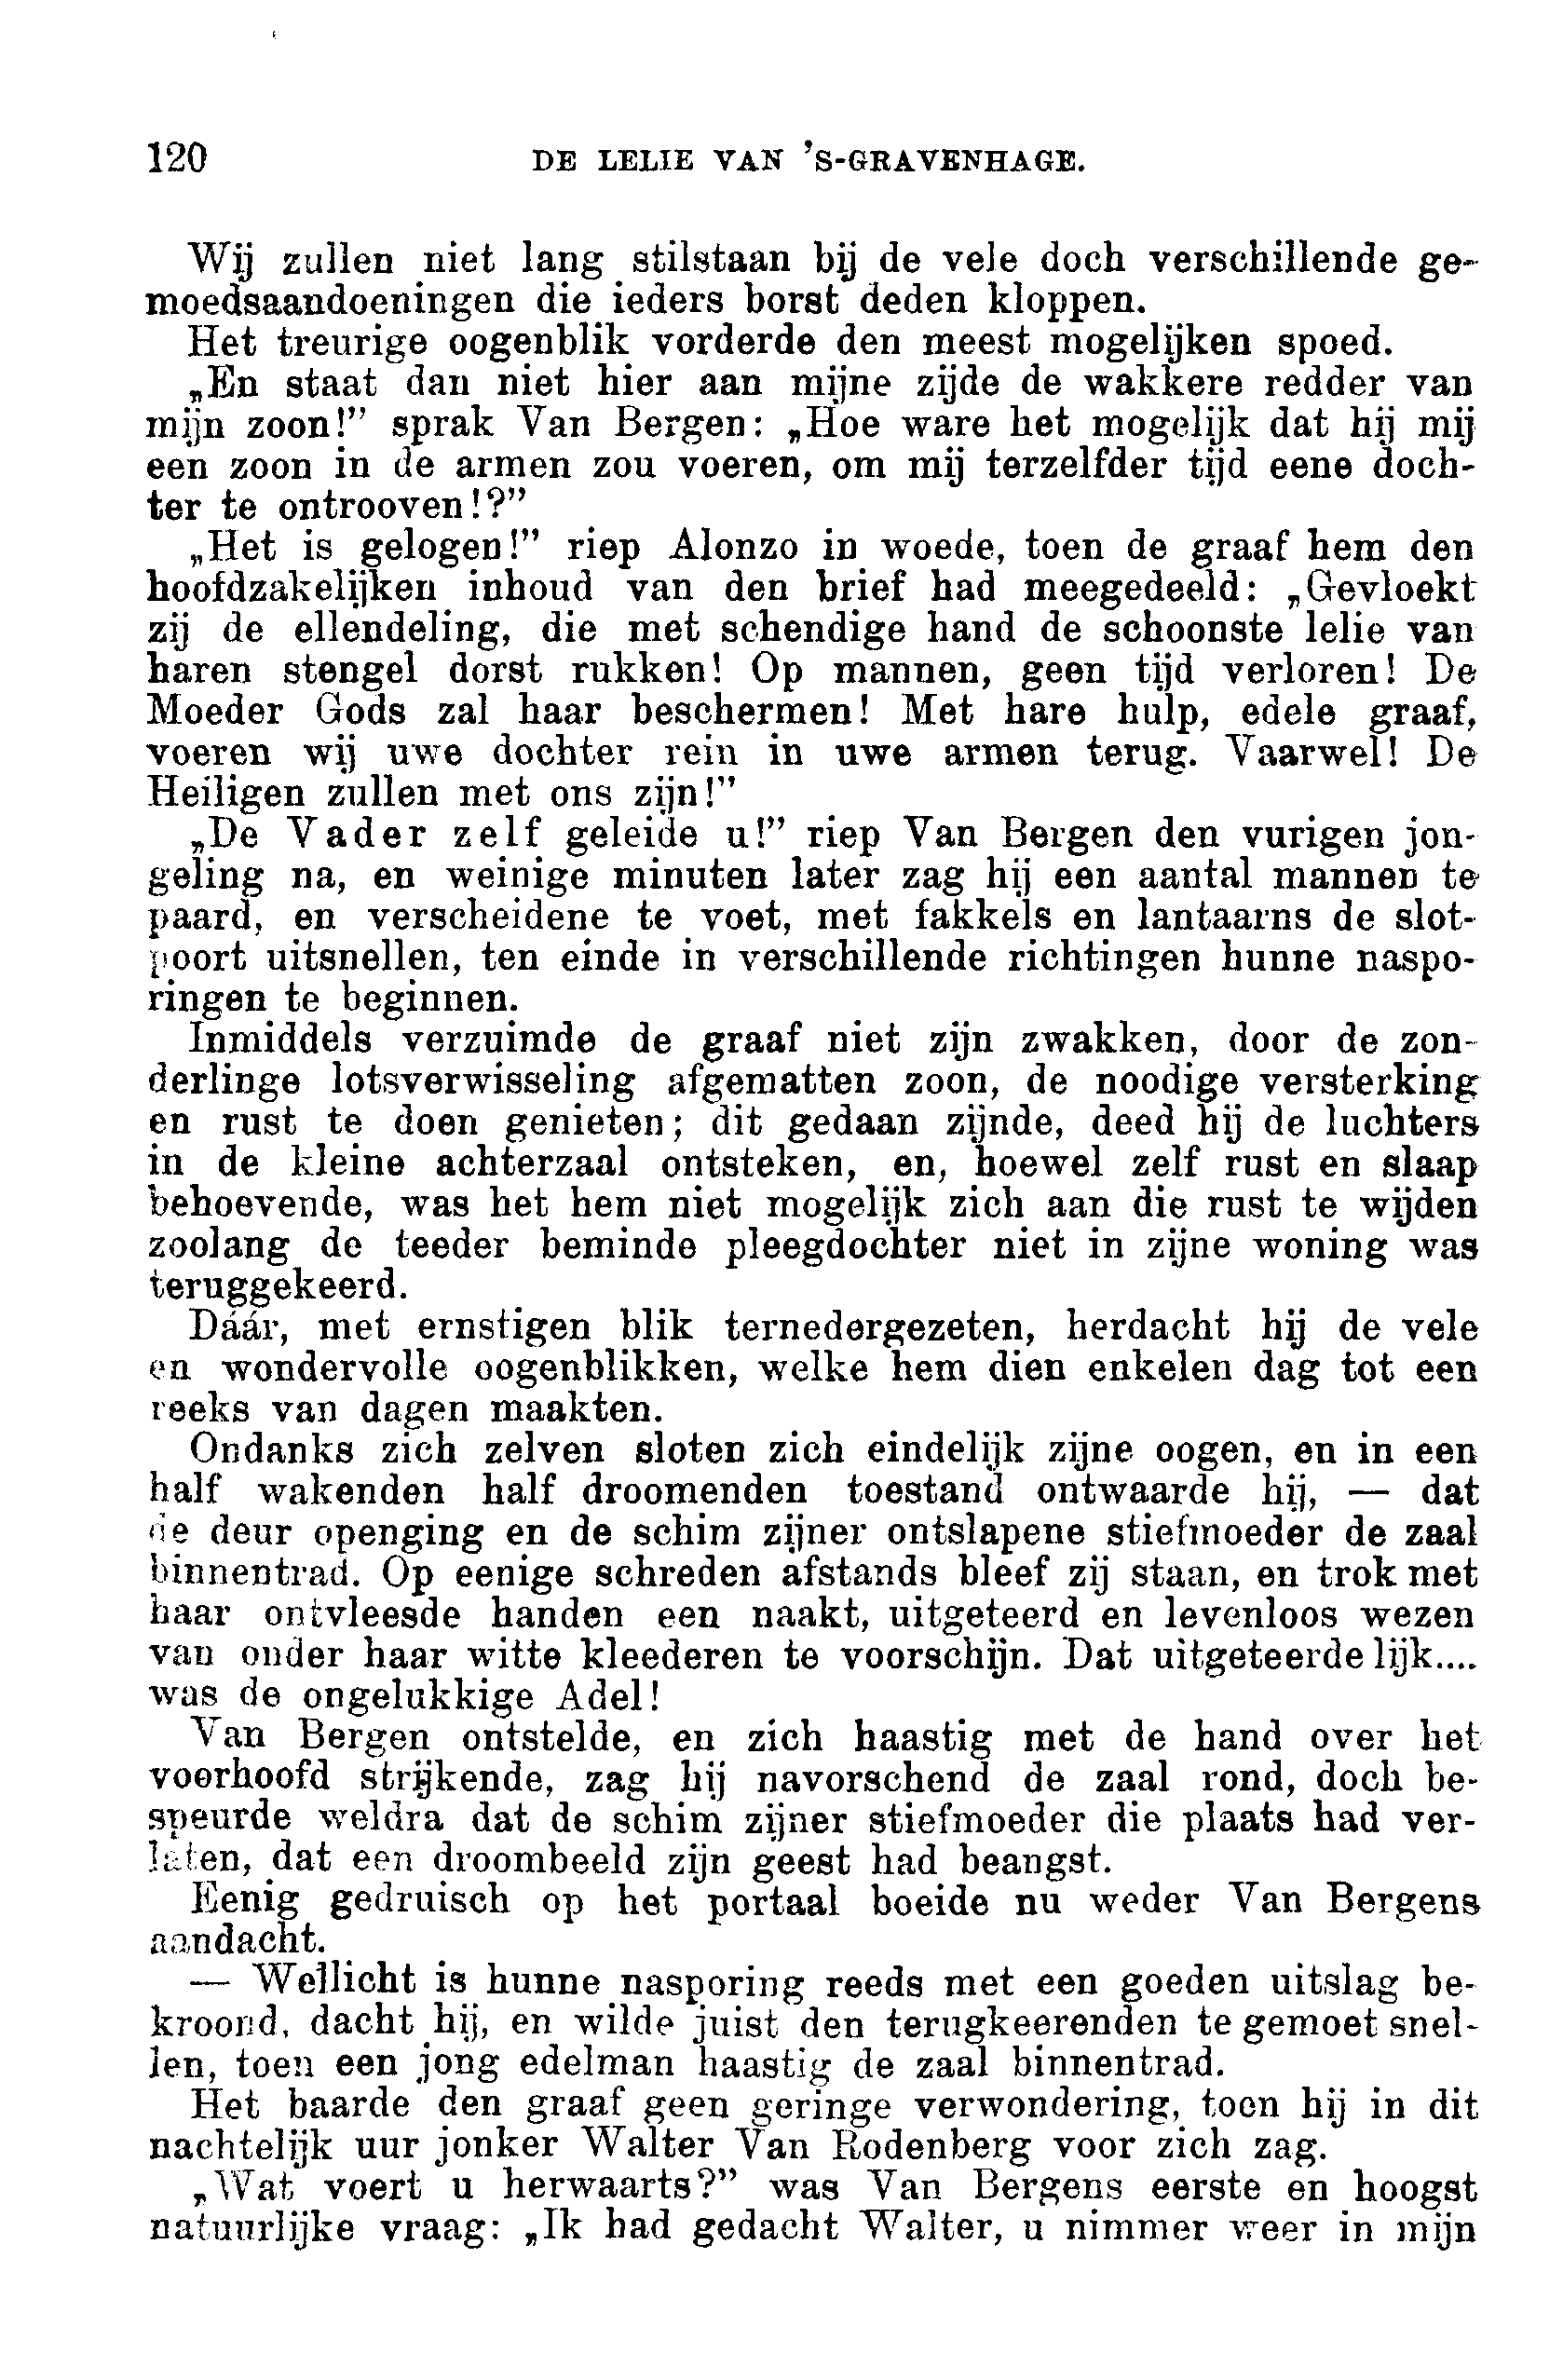 120 DE LELIE VAN 'S-GRAVENHAGE.
Wij zullen niet lang stilstaan bij de vele doch verschillende ge-
moedsaandoeningen die ieders borst deden kloppen.
Het treurige oogenblik vorderde den meest mogelijken spoed.
„En staat dan niet hier aan mijne zijde de wakkere redder van
mijn zoon!” sprak Van Bergen: „Hoe ware het mogelijk dat hij mij
een zoon in de armen zou voeren, om mij terzelfder tijd eene doch-
ter te ontrooven!?”
„Het is gelogen!” riep Alonzo in woede, toen de graaf hem den
hoofdzakelijken inhoud van den brief had meegedeeld: „Gevloekt
zij de ellendeling, die met schendige hand de schoonste lelie van
haren stengel dorst rukken! Op mannen, geen tijd verloren! De
Moeder Gods zal haar beschermen! Met hare hulp, edele graaf,
voeren wij uwe dochter rein in uwe armen terug. Vaarwel! De
Heiligen zullen met ons zijn!”
„De Vader zelf geleide u!” riep Van Bergen den vurigen jon-
geling na, en weinige minuten later zag hij een aantal mannen te
paard, en verscheidene te voet, met fakkels en lantaarns de slot-
poort uitsnellen, ten einde in verschillende richtingen hunne naspo-
ringen te beginnen.
Inmiddels verzuimde de graaf niet zijn zwakken, door de zon-
derlinge lotsverwisseling afgematten zoon, de noodige versterking
en rust te doen genieten; dit gedaan zijnde, deed hij de luchters
in de kleine achterzaal ontsteken, en, hoewel zelf rust en slaap
behoevende, was het hem niet mogelijk zich aan die rust te wijden
zoolang de teeder beminde pleegdochter niet in zijne woning was
teruggekeerd.
Dáár, met ernstigen blik ternedergezeten, herdacht hij de vele
en wondervolle oogenblikken, welke hem dien enkelen dag tot een
reeks van dagen maakten.
Ondanks zich zelven sloten zich eindelijk zijne oogen, en in een
half wakenden half droomenden toestand ontwaarde hij, — dat
de deur openging en de schim zijner ontslapene stiefmoeder de zaal
binnentrad. Op eenige schreden afstands bleef zij staan, en trok met
haar ontvleesde handen een naakt, uitgeteerd en levenloos wezen
van onder haar witte kleederen te voorschijn. Dat uitgeteerde lijk....
was de ongelukkige Adel!
Van Bergen ontstelde, en zich haastig met de hand over het
voorhoofd strijkende, zag hij navorschend de zaal rond, doch be-
speurde weldra dat de schim zijner stiefmoeder die plaats had ver-
laten, dat een droombeeld zijn geest had beangst.
Eenig gedruisch op het portaal boeide nu weder Van Bergens
aandacht.
— Wellicht is hunne nasporing reeds met een goeden uitslag be-
kroond, dacht hij, en wilde juist den terugkeerenden te gemoet snel-
len, toen een jong edelman haastig de zaal binnentrad.
Het baarde den graaf geen geringe verwondering, toen hij in dit
nachtelijk uur jonker Walter Van Rodenberg voor zich zag.
„Wat voert u herwaarts?” was Van Bergens eerste en hoogst
natuurlijke vraag: „Ik had gedacht Walter, u nimmer weer in mijn